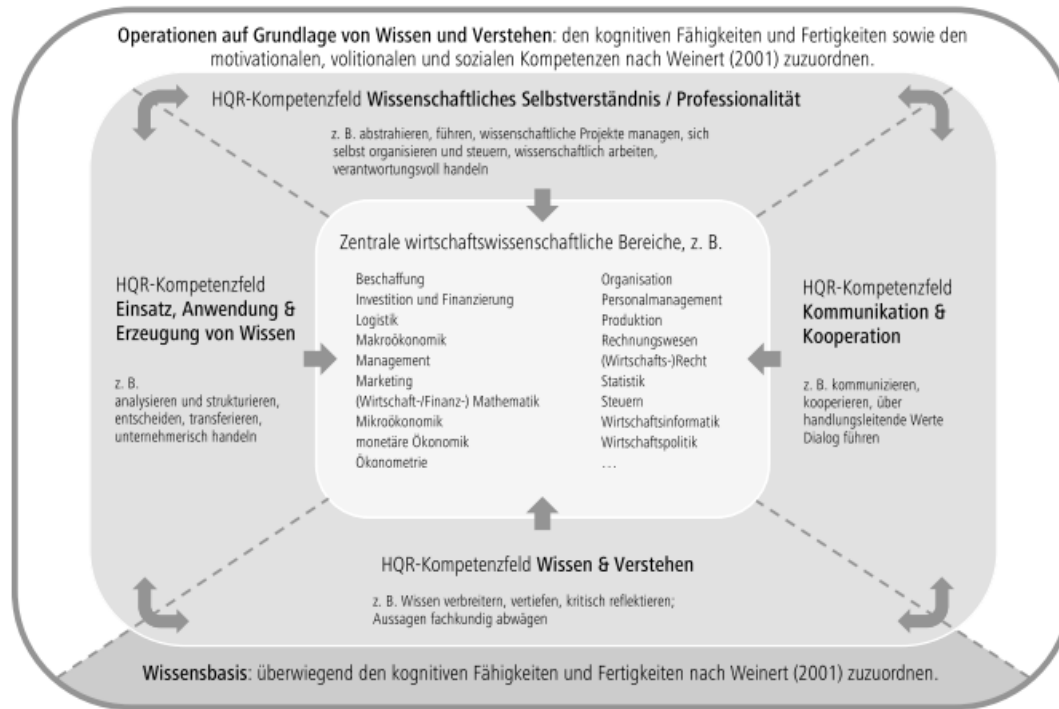 Operationen auf Grundlage von Wissen und Verstehen: den kognitiven Fähigkeiten und Fertigkeiten sowie den
motivationalen, volitionalen und sozialen Kompetenzen nach Weinert (2001) zuzuordnen.
HQR-Kompetenzfeld Wissenschaftliches Selbstverständnis / Professionalität
z. B. abstrahieren, führen, wissenschaftliche Projekte managen, sich
selbst organisieren und steuern, wissenschaftlich arbeiten,
verantwortungsvoll handeln
HQR-Kompetenzfeld
Einsatz, Anwendung &
Erzeugung von Wissen
z. B.
analysieren und strukturieren,
entscheiden, transferieren,
unternehmerisch handeln
Zentrale wirtschaftswissenschaftliche Bereiche, z. B.
Beschaffung
Investition und Finanzierung
Logistik
Makroökonomik
Management
Marketing
(Wirtschaft-/Finanz-) Mathematik
Mikroökonomik
monetäre Ökonomik
Ökonometrie
Organisation
Personalmanagement
Produktion
Rechnungswesen
(Wirtschafts-)Recht
Statistik
Steuern
Wirtschaftsinformatik
Wirtschaftspolitik
…
HQR-Kompetenzfeld
Kommunikation &
Kooperation
z. B. kommunizieren,
kooperieren, über
handlungsleitende Werte
Dialog führen
HQR-Kompetenzfeld Wissen & Verstehen
z. B. Wissen verbreitern, vertiefen, kritisch reflektieren;
Aussagen fachkundig abwägen
Wissensbasis: überwiegend den kognitiven Fähigkeiten und Fertigkeiten nach Weinert (2001) zuzuordnen.